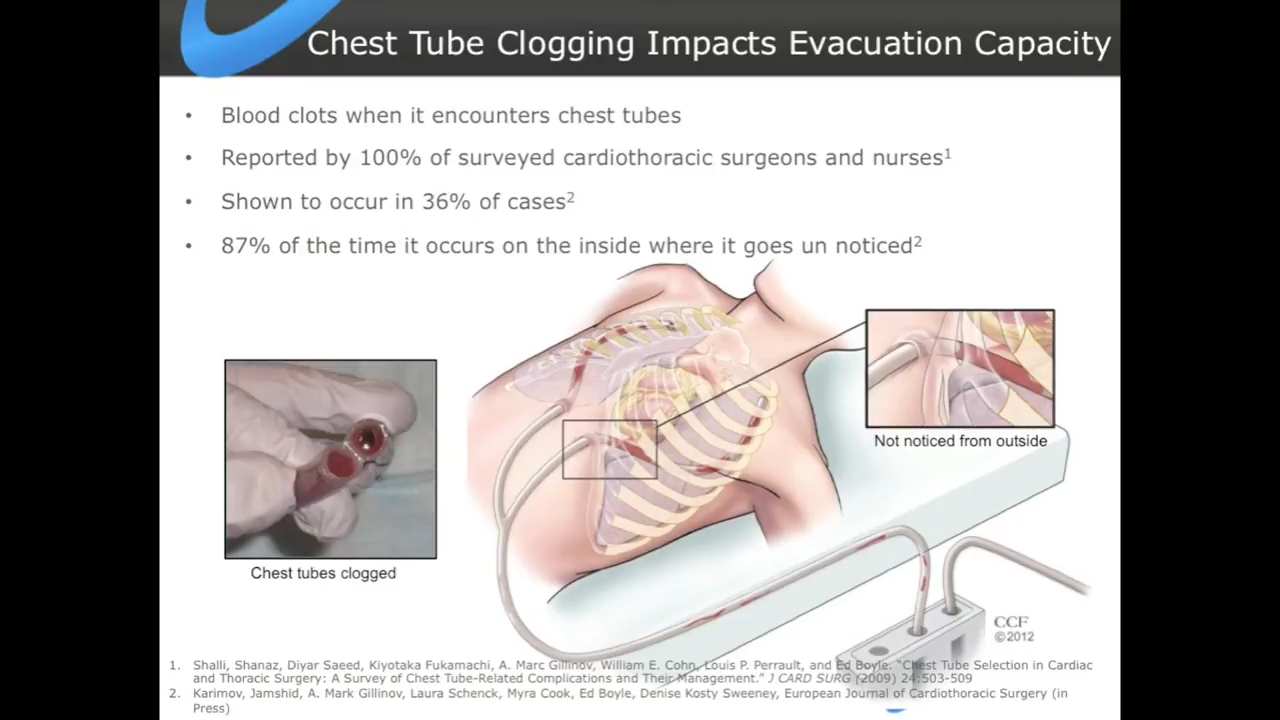 Chest Tube Clogging Impacts Evacuation Capacity
• Blood clots when it encounters chest tubes
• Reported by 100% of surveyed cardiothoracic surgeons and nurses¹
• Shown to occur in 36% of cases²
• 87% of the time it occurs on the inside where it goes un noticed²
Not noticed from outside
Chest tubes clogged
CCF
©2012
1. Shalli, Shanaz, Diyar Saeed, Kiyotaka Fukamachi, A. Marc Gillinov, William E. Cohn, Louis P. Perrault, and Ed Boyle. “Chest Tube Selection in Cardiac
and Thoracic Surgery: A Survey of Chest Tube-Related Complications and Their Management.” J CARD SURG (2009) 24:503-509
2. Karimov, Jamshid, A. Mark Gillinov, Laura Schenck, Myra Cook, Ed Boyle, Denise Kosty Sweeney, European Journal of Cardiothoracic Surgery (in
Press)